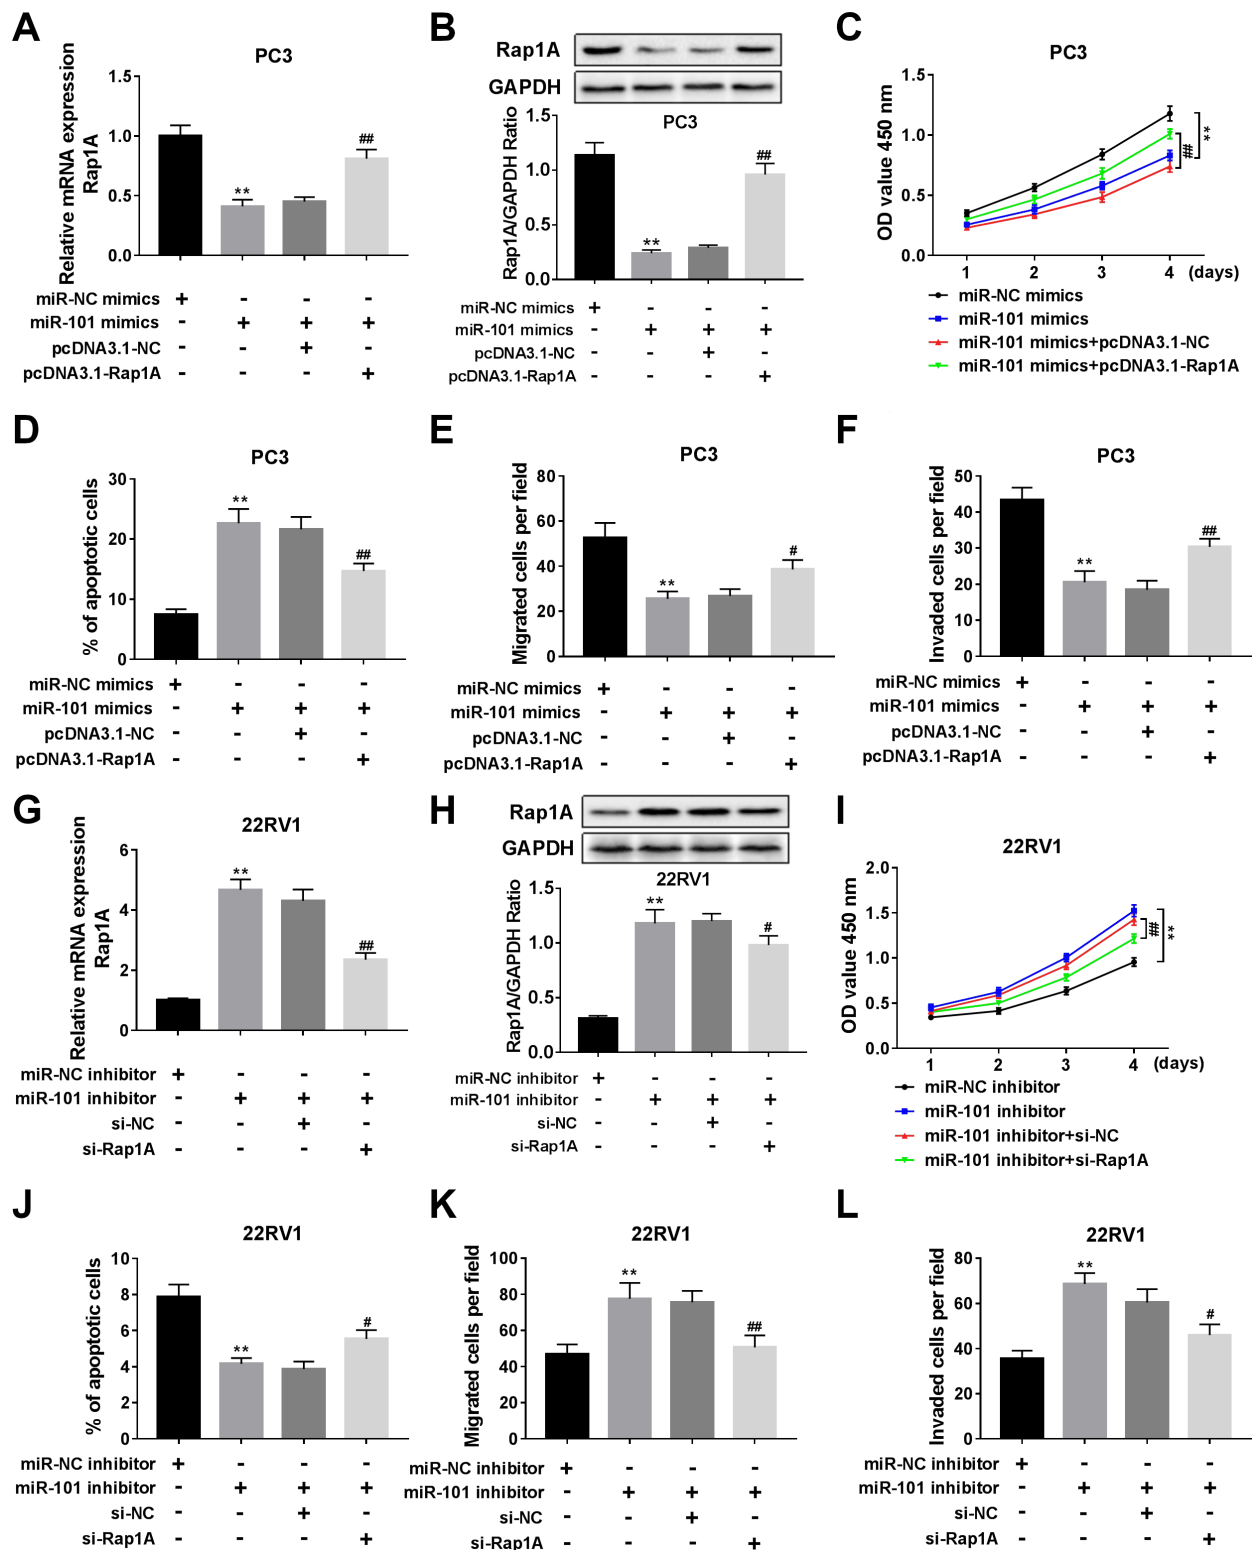 A
PC3
Relative mRNA expression
Rap1A
1.5
1.0
0.5
0.0
**
##
miR-NC mimics + - - -
miR-101 mimics - + + +
pcDNA3.1-NC - - + -
pcDNA3.1-Rap1A - - - +
B
Rap1A
GAPDH
PC3
Rap1A/GAPDH Ratio
1.5
1.0
0.5
0.0
**
##
miR-NC mimics + - - -
miR-101 mimics - + + +
pcDNA3.1-NC - - + -
pcDNA3.1-Rap1A - - - +
C
PC3
OD value 450 nm
1.5
1.0
0.5
0.0
##
**
1 2 3 4 (days)
miR-NC mimics
miR-101 mimics
miR-101 mimics+pcDNA3.1-NC
miR-101 mimics+pcDNA3.1-Rap1A
D
PC3
% of apoptotic cells
30
20
10
0
**
##
miR-NC mimics + - - -
miR-101 mimics - + + +
pcDNA3.1-NC - - + -
pcDNA3.1-Rap1A - - - +
E
PC3
Migrated cells per field
80
60
40
20
0
**
#
miR-NC mimics + - - -
miR-101 mimics - + + +
pcDNA3.1-NC - - + -
pcDNA3.1-Rap1A - - - +
F
PC3
Invaded cells per field
50
40
30
20
10
0
**
##
miR-NC mimics + - - -
miR-101 mimics - + + +
pcDNA3.1-NC - - + -
pcDNA3.1-Rap1A - - - +
G
22RV1
Relative mRNA expression
Rap1A
6
4
2
0
**
##
miR-NC inhibitor + - - -
miR-101 inhibitor - + + +
si-NC - - + -
si-Rap1A - - - +
H
Rap1A
GAPDH
22RV1
Rap1A/GAPDH Ratio
1.5
1.0
0.5
0.0
**
#
miR-NC inhibitor + - - -
miR-101 inhibitor - + + +
si-NC - - + -
si-Rap1A - - - +
I
22RV1
OD value 450 nm
2.0
1.5
1.0
0.5
0.0
##
**
1 2 3 4 (days)
miR-NC inhibitor
miR-101 inhibitor
miR-101 inhibitor+si-NC
miR-101 inhibitor+si-Rap1A
J
22RV1
% of apoptotic cells
10
8
6
4
2
0
**
#
miR-NC inhibitor + - - -
miR-101 inhibitor - + + +
si-NC - - + -
si-Rap1A - - - +
K
22RV1
Migrated cells per field
100
80
60
40
20
0
**
##
miR-NC inhibitor + - - -
miR-101 inhibitor - + + +
si-NC - - + -
si-Rap1A - - - +
L
22RV1
Invaded cells per field
80
60
40
20
0
**
#
miR-NC inhibitor + - - -
miR-101 inhibitor - + + +
si-NC - - + -
si-Rap1A - - - +